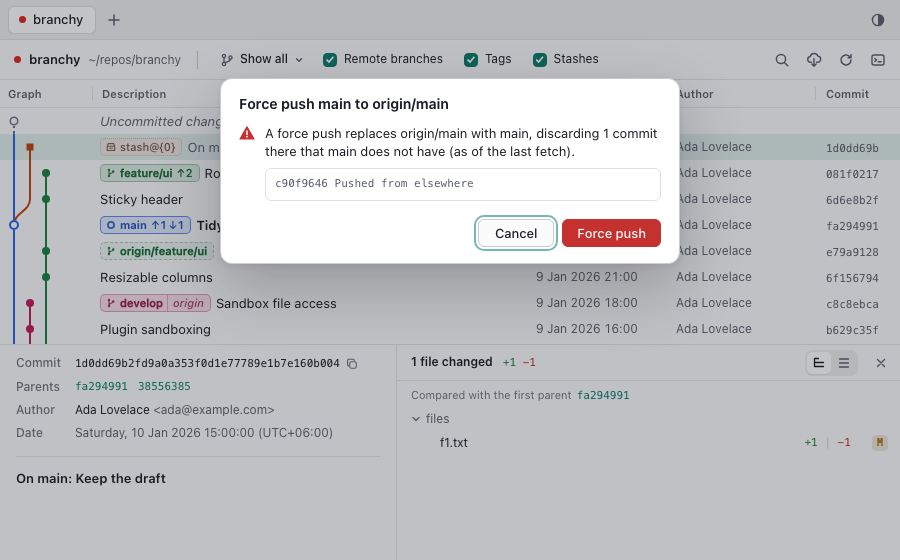 branchy
branchy ~/repos/branchy Show all Remote branches Tags Stashes
Graph Description Author Commit
Uncommitted chang
stash@{0} On m Ada Lovelace 1d0dd69b
feature/ui ↑2 Ro Ada Lovelace 081f0217
Sticky header Ada Lovelace 6d6e8b2f
main ↑1↓1 Tidy Ada Lovelace fa294991
origin/feature/ui Ada Lovelace e79a9128
Resizable columns 9 Jan 2026 21:00 Ada Lovelace 6f156794
develop origin Sandbox file access 9 Jan 2026 18:00 Ada Lovelace c8c8ebca
Plugin sandboxing 9 Jan 2026 16:00 Ada Lovelace b629c35f
Force push main to origin/main
A force push replaces origin/main with main, discarding 1 commit
there that main does not have (as of the last fetch).
c90f9646 Pushed from elsewhere
Cancel Force push
Commit 1d0dd69b2fd9a0a353f0d1e77789e1b7e160b004
Parents fa294991 38556385
Author Ada Lovelace <ada@example.com>
Date Saturday, 10 Jan 2026 15:00:00 (UTC+06:00)
On main: Keep the draft
1 file changed +1 −1
Compared with the first parent fa294991
files
f1.txt +1 −1 M